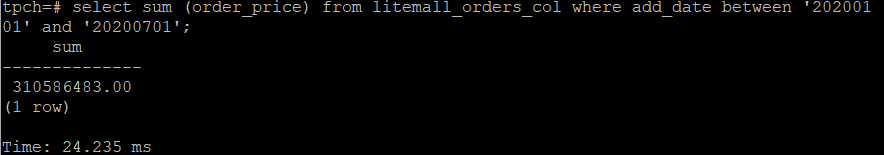 tpch=# select sum (order_price) from litemall_orders_col where add_date between '202001
01' and '20200701';
     sum
--------------
 310586483.00
(1 row)

Time: 24.235 ms